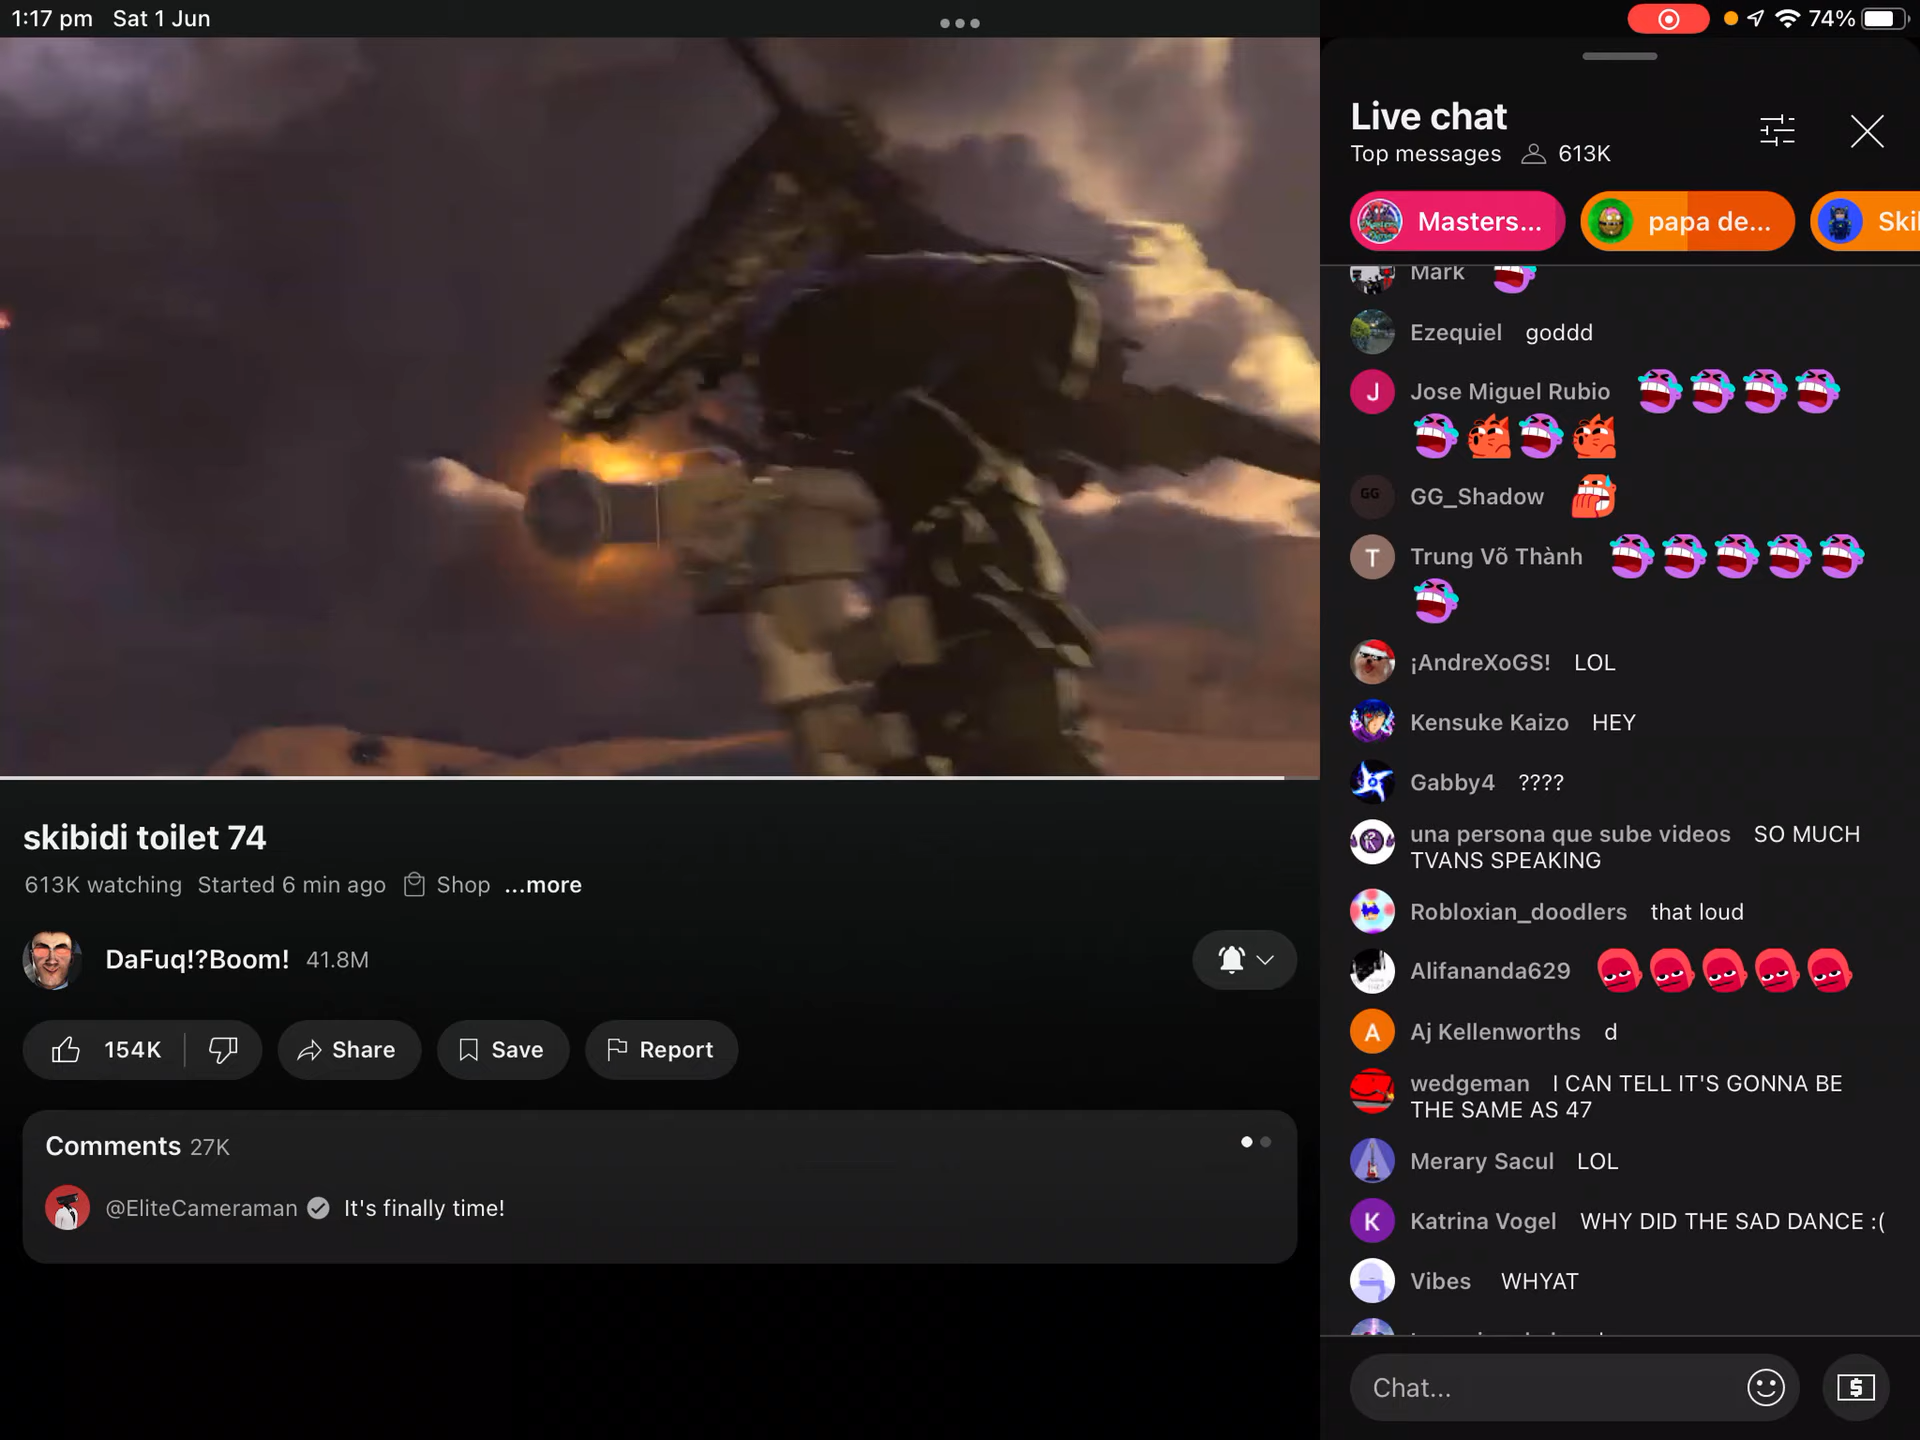 1:17 pm Sat 1 Jun
74%
Live chat
Top messages 613K
Masters... papa de...
Mark
Ezequiel goddd
J Jose Miguel Rubio
GG GG_Shadow
T Trung Võ Thành
¡AndreXoGS! LOL
Kensuke Kaizo HEY
Gabby4 ????
una persona que sube videos SO MUCH
TVANS SPEAKING
Robloxian_doodlers that loud
Alifananda629
A Aj Kellenworths d
wedgeman I CAN TELL IT'S GONNA BE
THE SAME AS 47
Merary Sacul LOL
K Katrina Vogel WHY DID THE SAD DANCE :(
Vibes WHYAT
Chat...
skibidi toilet 74
613K watching Started 6 min ago Shop ...more
DaFuq!?Boom! 41.8M
154K Share Save Report
Comments 27K
@EliteCameraman It's finally time!